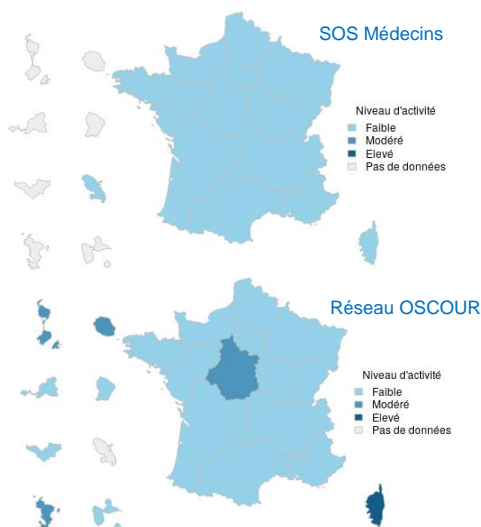 SOS Médecins
Niveau d'activité
Faible
Modéré
Elevé
Pas de données
Réseau OSCOUR
Niveau d'activité
Faible
Modéré
Elevé
Pas de données